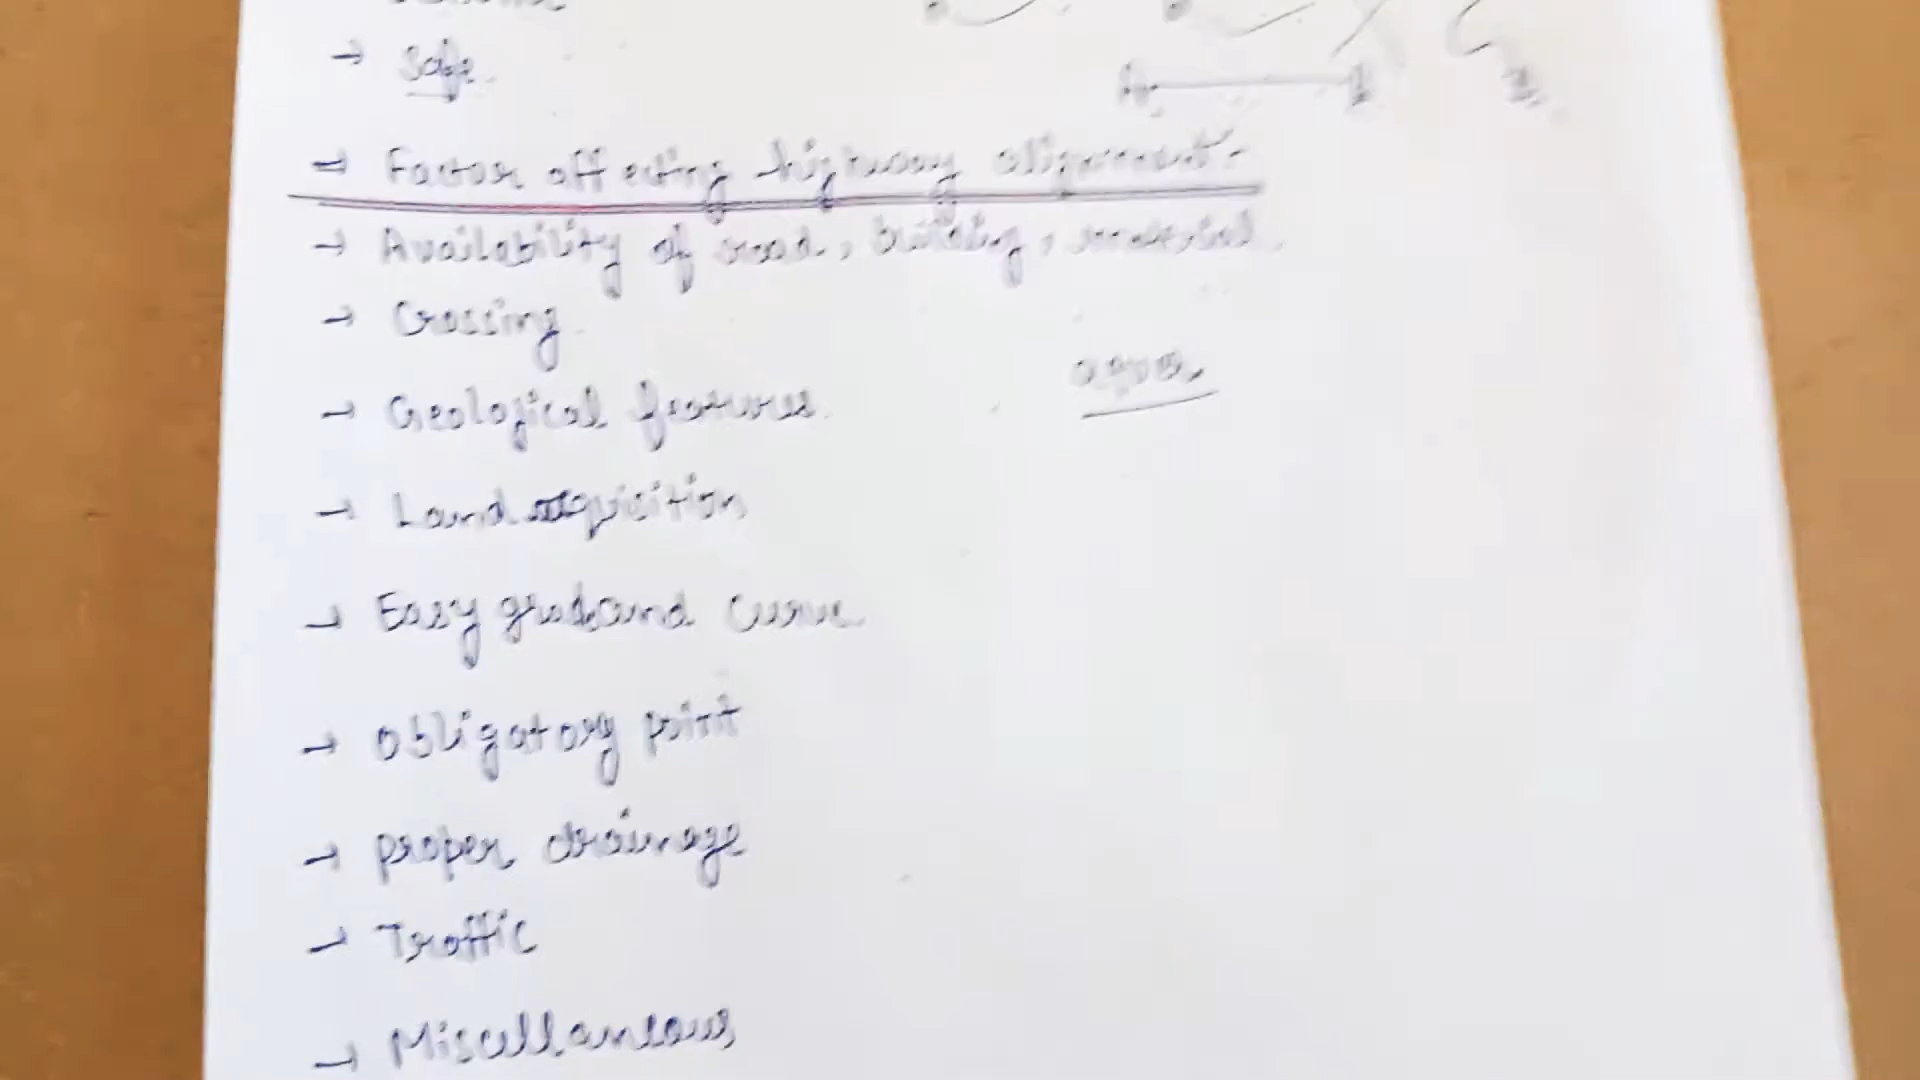 → Safe.
A B
→ Factor affecting highway alignment -
→ Availability of road, building, material.
→ Crossing.
→ Geological features.
→ Land acquisition
→ Easy grad and curve.
→ Obligatory point
→ proper drainage
→ Traffic
→ Miscellaneous